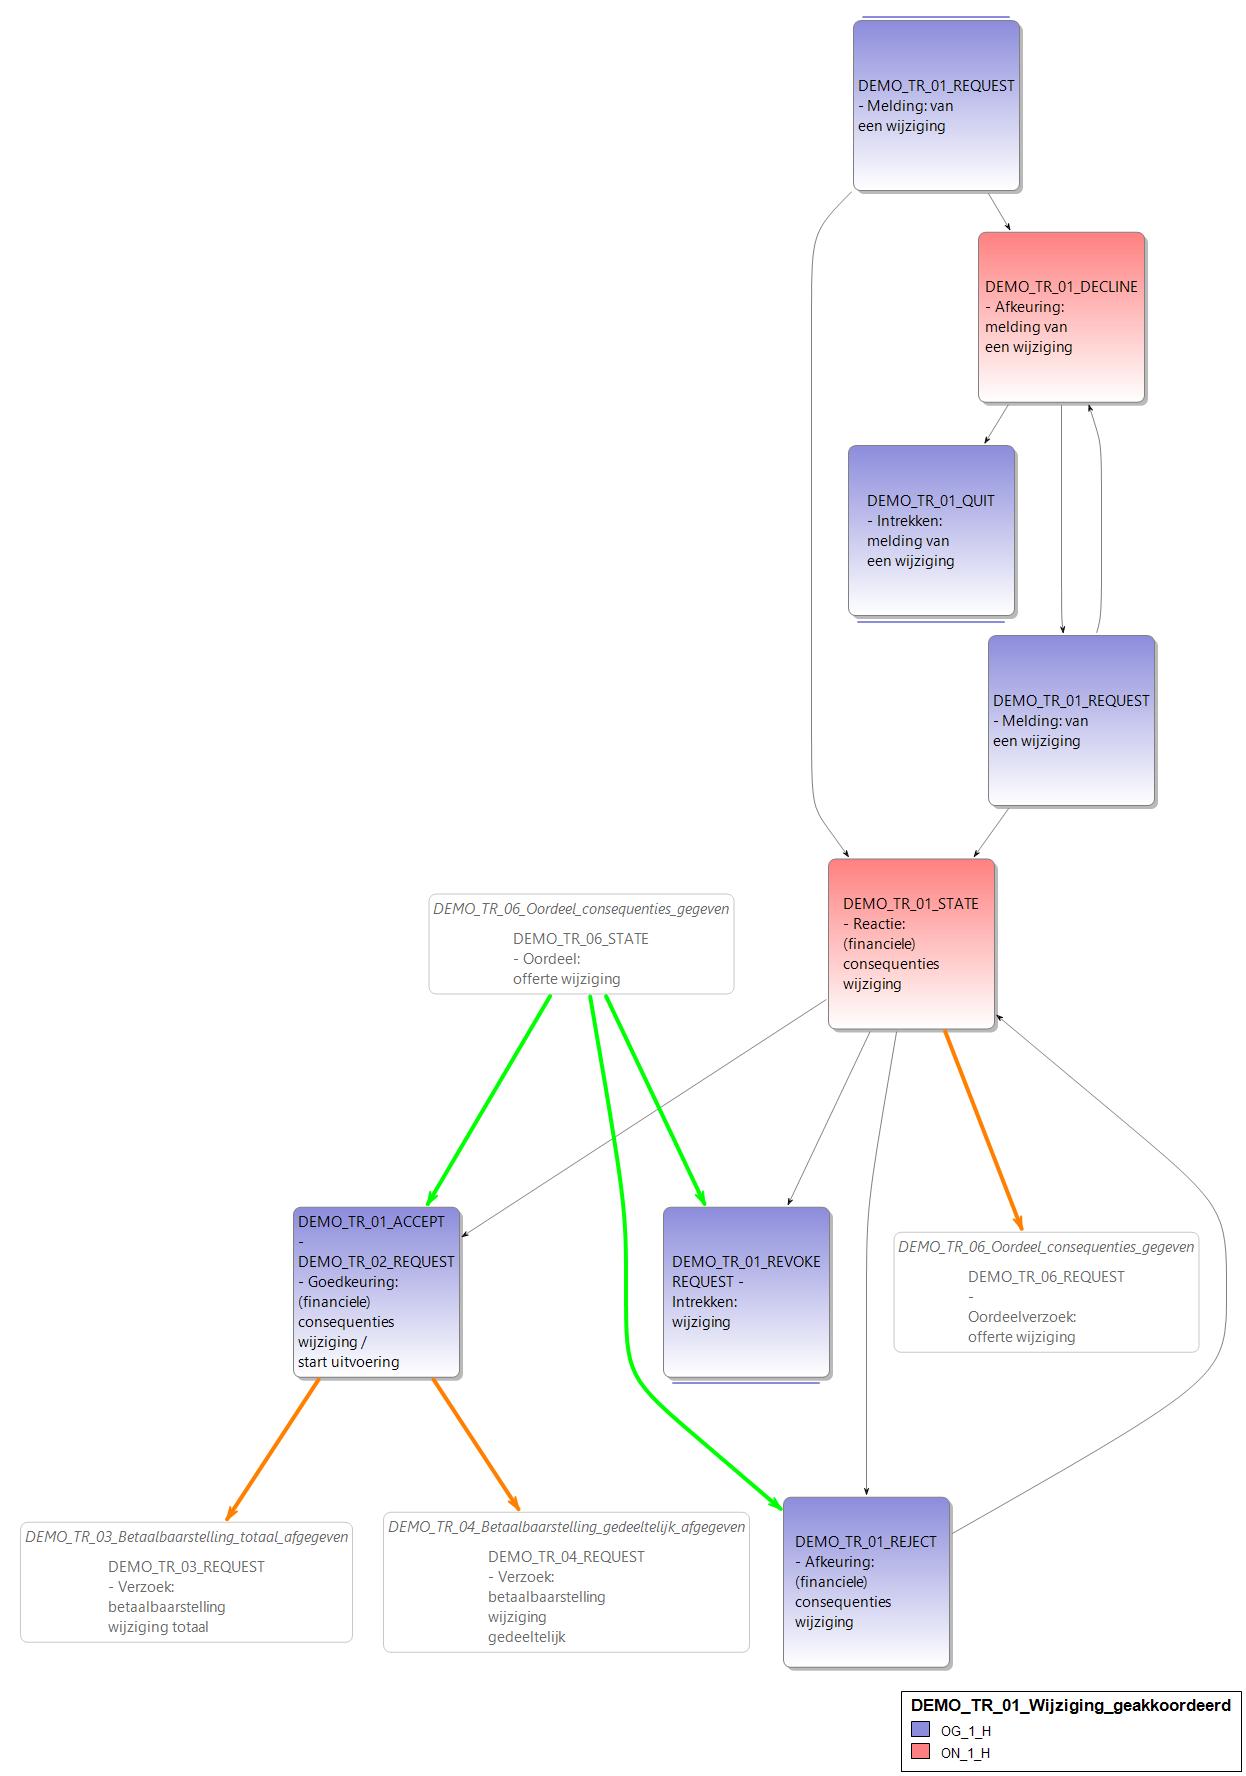 DEMO_TR_01_REQUEST
- Melding: van
een wijziging
DEMO_TR_01_DECLINE
- Afkeuring:
melding van
een wijziging
DEMO_TR_01_QUIT
- Intrekken:
melding van
een wijziging
DEMO_TR_01_REQUEST
- Melding: van
een wijziging
DEMO_TR_01_STATE
- Reactie:
(financiele)
consequenties
wijziging
DEMO_TR_06_Oordeel_consequenties_gegeven
DEMO_TR_06_STATE
- Oordeel:
offerte wijziging
DEMO_TR_01_ACCEPT
-
DEMO_TR_02_REQUEST
- Goedkeuring:
(financiele)
consequenties
wijziging /
start uitvoering
DEMO_TR_01_REVOKE
REQUEST -
Intrekken:
wijziging
DEMO_TR_06_Oordeel_consequenties_gegeven
DEMO_TR_06_REQUEST
-
Oordeelverzoek:
offerte wijziging
DEMO_TR_03_Betaalbaarstelling_totaal_afgegeven
DEMO_TR_03_REQUEST
- Verzoek:
betaalbaarstelling
wijziging totaal
DEMO_TR_04_Betaalbaarstelling_gedeeltelijk_afgegeven
DEMO_TR_04_REQUEST
- Verzoek:
betaalbaarstelling
wijziging
gedeeltelijk
DEMO_TR_01_REJECT
- Afkeuring:
(financiele)
consequenties
wijziging
DEMO_TR_01_Wijziging_geakkoordeerd
OG_1_H
ON_1_H